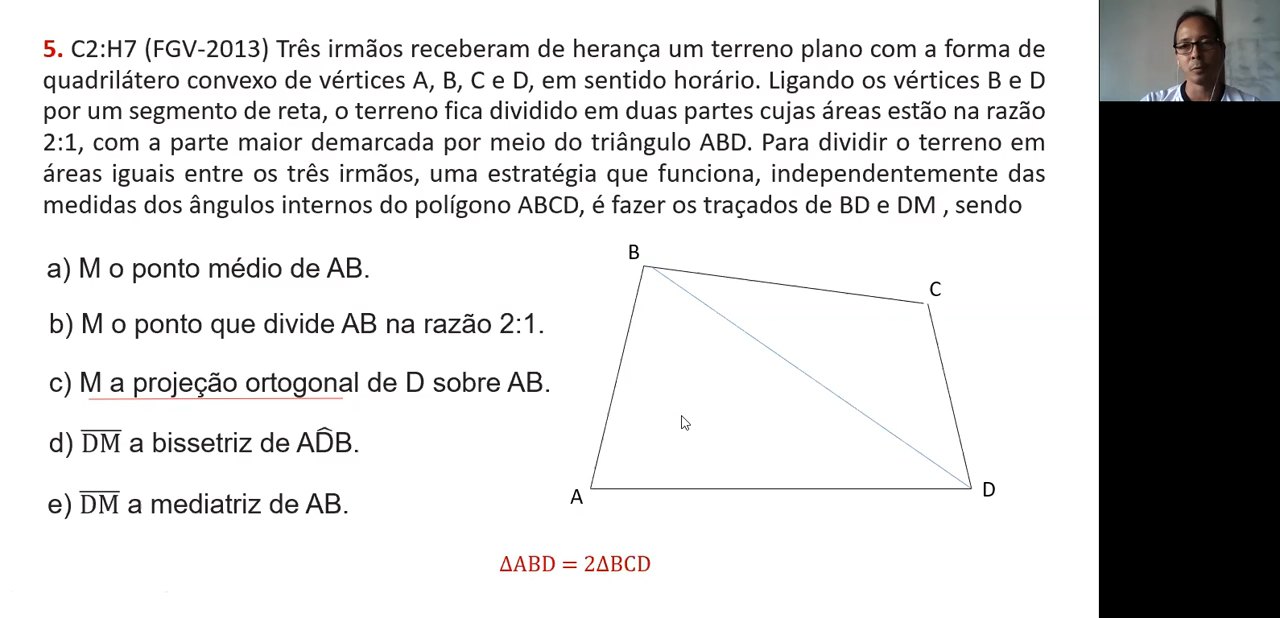 5. C2:H7 (FGV-2013) Três irmãos receberam de herança um terreno plano com a forma de
quadrilátero convexo de vértices A, B, C e D, em sentido horário. Ligando os vértices B e D
por um segmento de reta, o terreno fica dividido em duas partes cujas áreas estão na razão
2:1, com a parte maior demarcada por meio do triângulo ABD. Para dividir o terreno em
áreas iguais entre os três irmãos, uma estratégia que funciona, independentemente das
medidas dos ângulos internos do polígono ABCD, é fazer os traçados de BD e DM , sendo
a) M o ponto médio de AB.
b) M o ponto que divide AB na razão 2:1.
c) M a projeção ortogonal de D sobre AB.
d) D͞M͞ a bissetriz de AD̂B.
e) D͞M͞ a mediatriz de AB.
B
C
A
D
ΔABD = 2ΔBCD